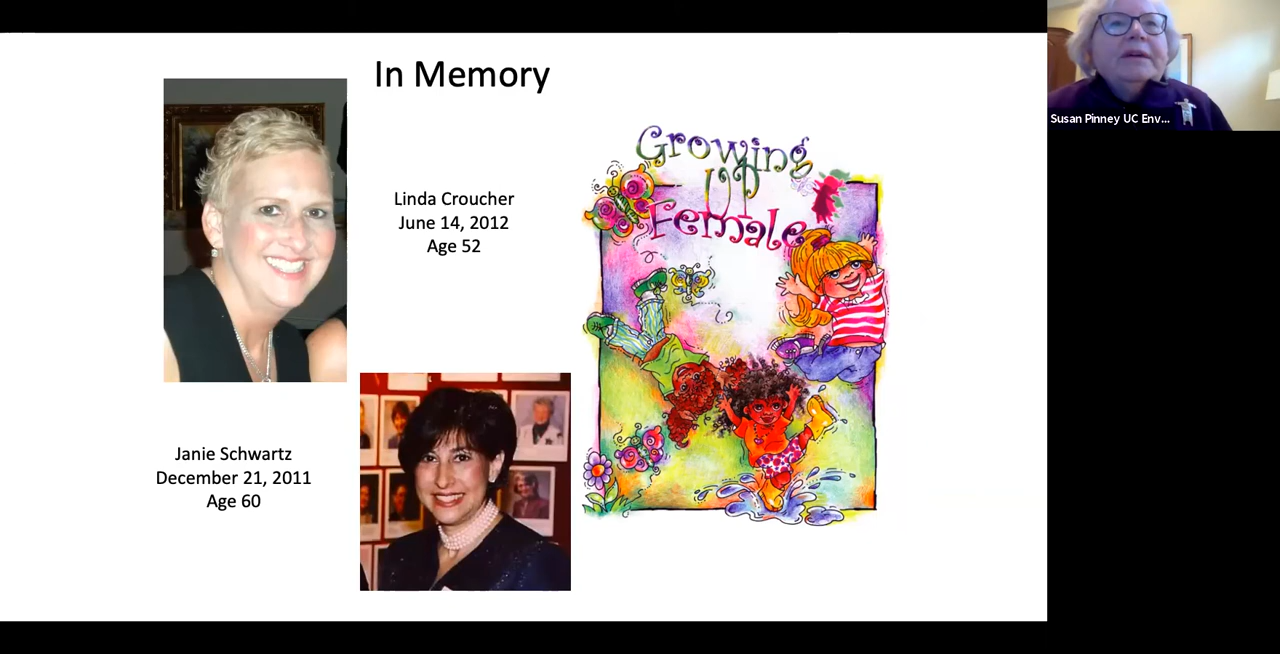 In Memory
Susan Pinney UC Env...
Linda Croucher
June 14, 2012
Age 52
Growing
Up
Female
Janie Schwartz
December 21, 2011
Age 60